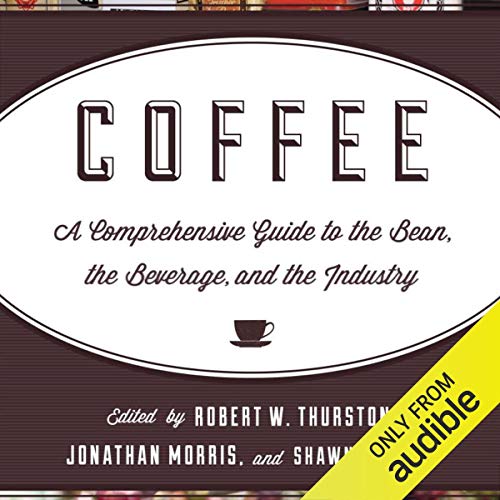 COFFEE
A Comprehensive Guide to the Bean,
the Beverage, and the Industry
Edited by ROBERT W. THURSTON
JONATHAN MORRIS, and SHAWN
ONLY FROM
audible